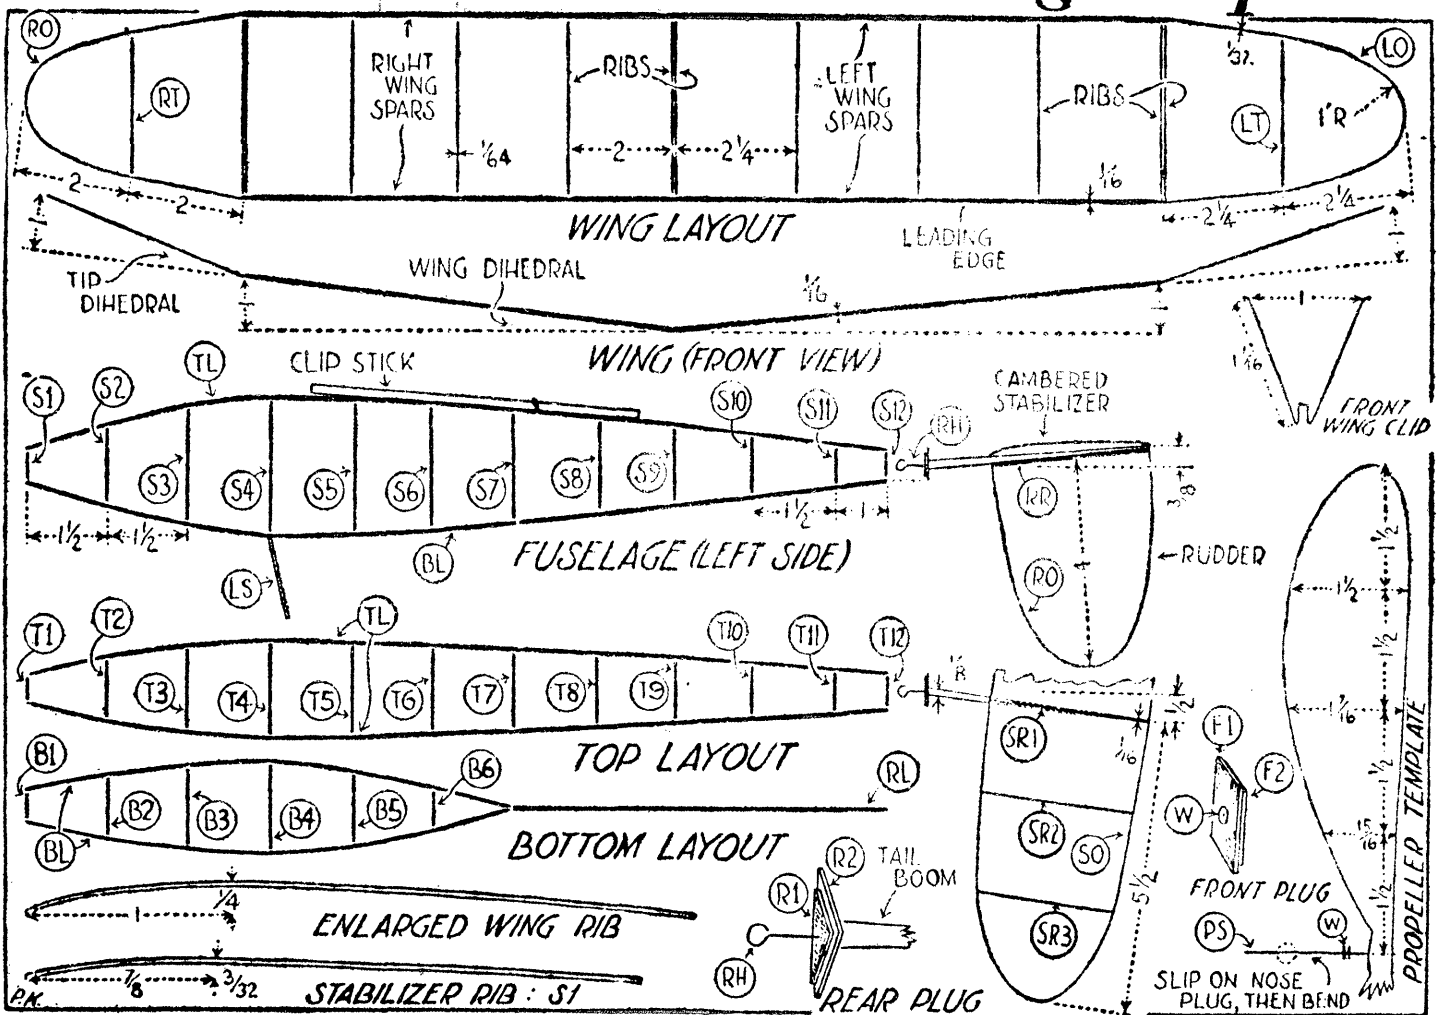 RO
RT
RIGHT
WING
SPARS
RIBS
LEFT
WING
SPARS
RIBS
1/32
LO
1"R
LT
1/64
2
2 1/4
1/16
2
2
WING LAYOUT
LEADING
EDGE
2 1/4
2 1/4
1
TIP
DIHEDRAL
WING DIHEDRAL
1
1/16
1
1
WING (FRONT VIEW)
1
FRONT
WING CLIP
S1
S2
TL
CLIP STICK
S10
S11
S12
RH
CAMBERED
STABILIZER
S3
S4
S5
S6
S7
S8
S9
RR
3/8
1 1/2
1 1/2
1 1/2
1
BL
FUSELAGE (LEFT SIDE)
LS
RO
RUDDER
1 1/2
1 1/2
1 1/2
T1
T2
TL
T10
T11
T12
1/8
T3
T4
T5
T6
T7
T8
T9
SR1
1/2
1/16
1 7/16
1 1/2
TOP LAYOUT
B1
B6
RL
B2
B3
B4
B5
BL
BOTTOM LAYOUT
SR2
SO
SR3
5 1/2
F1
F2
W
FRONT PLUG
15/16
1 1/2
PROPELLER TEMPLATE
1/4
1
ENLARGED WING RIB
7/8
3/32
STABILIZER RIB: S1
P.K.
R1
R2
TAIL
BOOM
RH
REAR PLUG
PS
W
SLIP ON NOSE
PLUG, THEN BEND